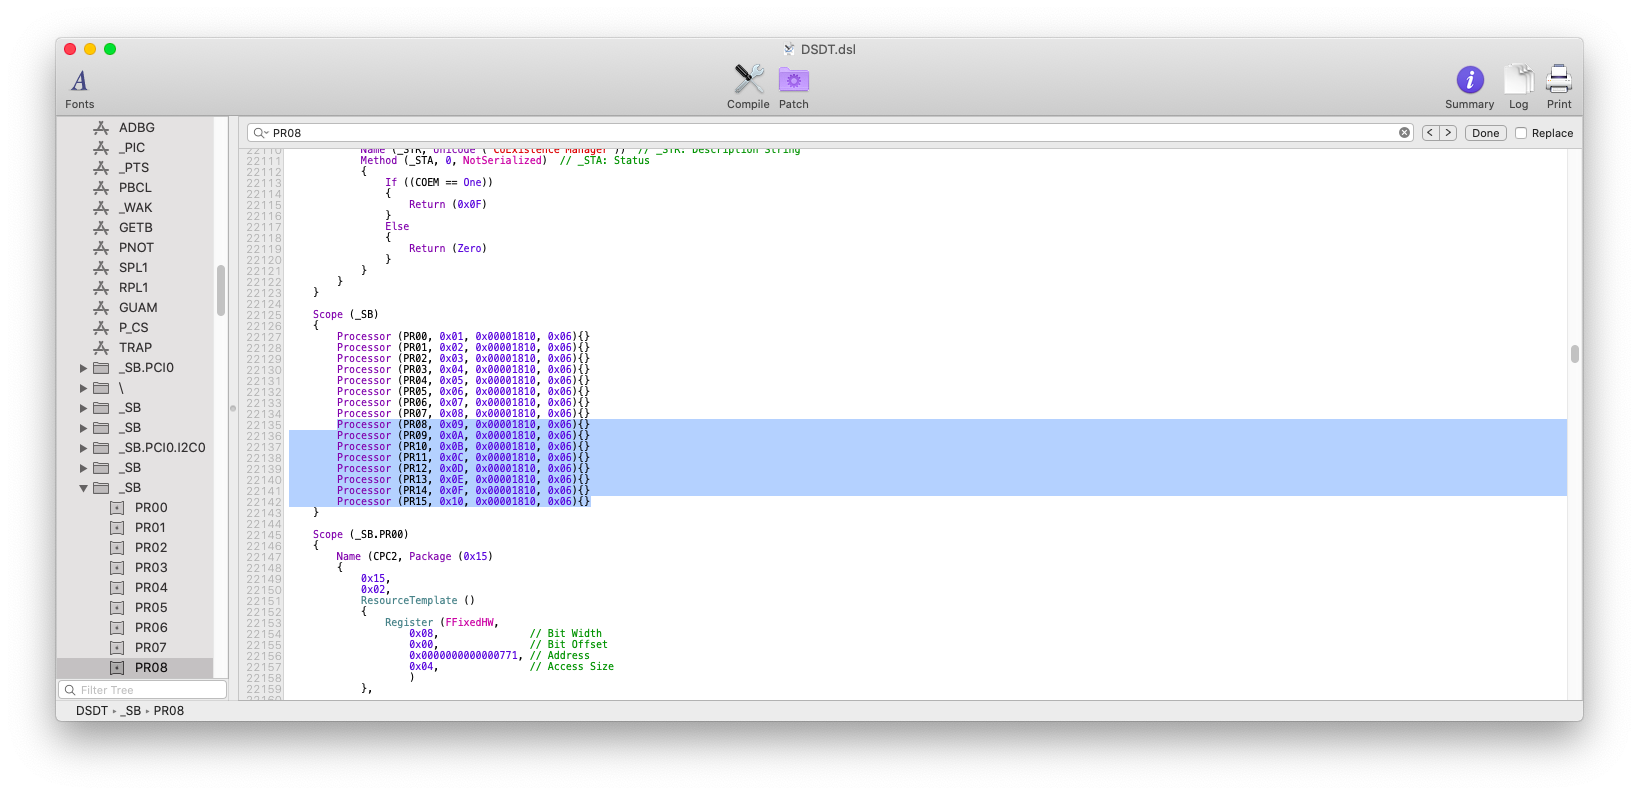 DSDT.dsl
Fonts
Compile
Patch
Summary
Log
Print
PR08
Done
Replace
ADBG
_PIC
_PTS
PBCL
_WAK
GETB
PNOT
SPL1
RPL1
GUAM
P_CS
TRAP
_SB.PCI0
\
_SB
_SB
_SB.PCI0.I2C0
_SB
_SB
PR00
PR01
PR02
PR03
PR04
PR05
PR06
PR07
PR08
Filter Tree
DSDT _SB PR08
22110 Name (_STR, Unicode ("CoExistence Manager")) // _STR: Description String
22111 Method (_STA, 0, NotSerialized) // _STA: Status
22112 {
22113 If ((COEM == One))
22114 {
22115 Return (0x0F)
22116 }
22117 Else
22118 {
22119 Return (Zero)
22120 }
22121 }
22122 }
22123 }
22124
22125 Scope (_SB)
22126 {
22127 Processor (PR00, 0x01, 0x00001810, 0x06){}
22128 Processor (PR01, 0x02, 0x00001810, 0x06){}
22129 Processor (PR02, 0x03, 0x00001810, 0x06){}
22130 Processor (PR03, 0x04, 0x00001810, 0x06){}
22131 Processor (PR04, 0x05, 0x00001810, 0x06){}
22132 Processor (PR05, 0x06, 0x00001810, 0x06){}
22133 Processor (PR06, 0x07, 0x00001810, 0x06){}
22134 Processor (PR07, 0x08, 0x00001810, 0x06){}
22135 Processor (PR08, 0x09, 0x00001810, 0x06){}
22136 Processor (PR09, 0x0A, 0x00001810, 0x06){}
22137 Processor (PR10, 0x0B, 0x00001810, 0x06){}
22138 Processor (PR11, 0x0C, 0x00001810, 0x06){}
22139 Processor (PR12, 0x0D, 0x00001810, 0x06){}
22140 Processor (PR13, 0x0E, 0x00001810, 0x06){}
22141 Processor (PR14, 0x0F, 0x00001810, 0x06){}
22142 Processor (PR15, 0x10, 0x00001810, 0x06){}
22143 }
22144
22145 Scope (_SB.PR00)
22146 {
22147 Name (CPC2, Package (0x15)
22148 {
22149 0x15,
22150 0x02,
22151 ResourceTemplate ()
22152 {
22153 Register (FFixedHW,
22154 0x08, // Bit Width
22155 0x00, // Bit Offset
22156 0x0000000000000771, // Address
22157 0x04, // Access Size
22158 )
22159 },
22160